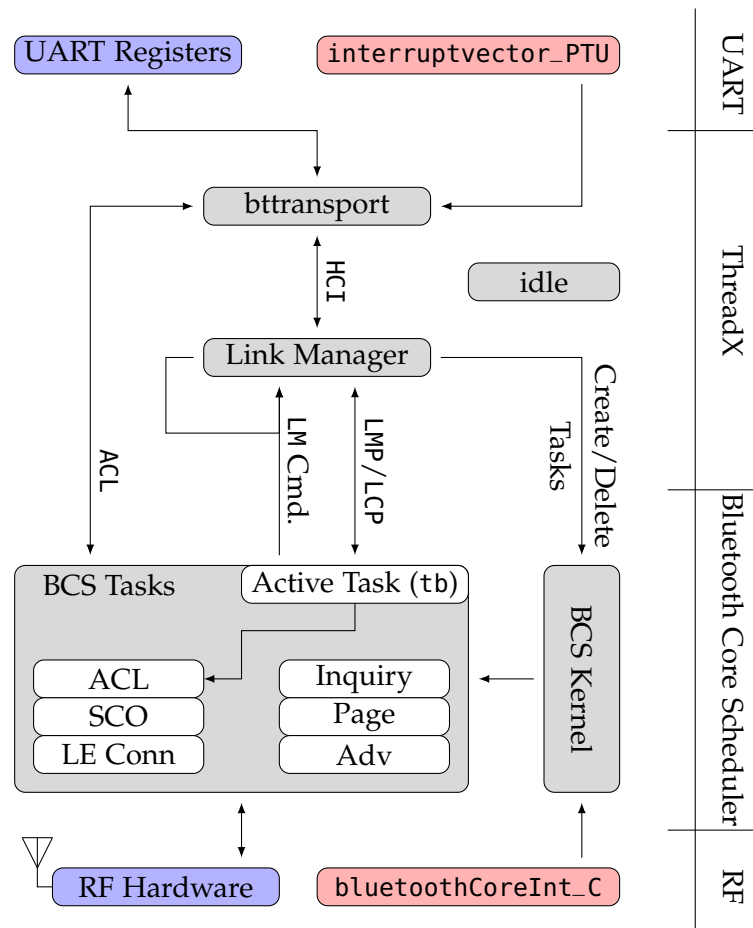 UART Registers
interruptvector_PTU
UART
bttransport
HCI
idle
ThreadX
Link Manager
ACL
LM Cmd.
LMP/LCP
Create/Delete
Tasks
BCS Tasks
Active Task (tb)
ACL
SCO
LE Conn
Inquiry
Page
Adv
BCS Kernel
Bluetooth Core Scheduler
RF Hardware
bluetoothCoreInt_C
RF